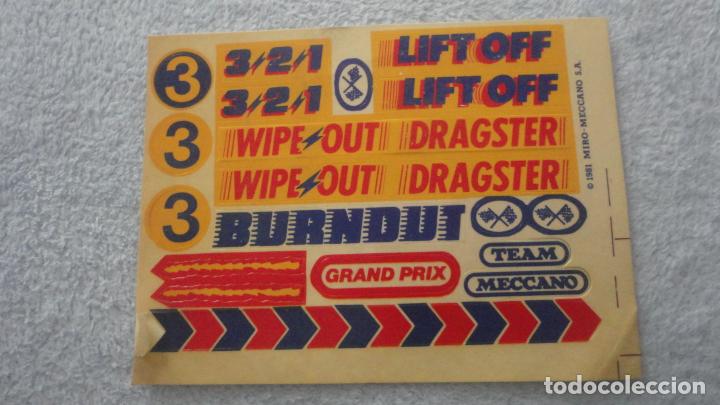 3
3/2/1
LIFT OFF
3/2/1
LIFT OFF
3
WIPE OUT
DRAGSTER
WIPE OUT
DRAGSTER
3
BURNOUT
TEAM
GRAND PRIX
MECCANO
© 1981 MIRO-MECCANO S.A.
todocoleccion